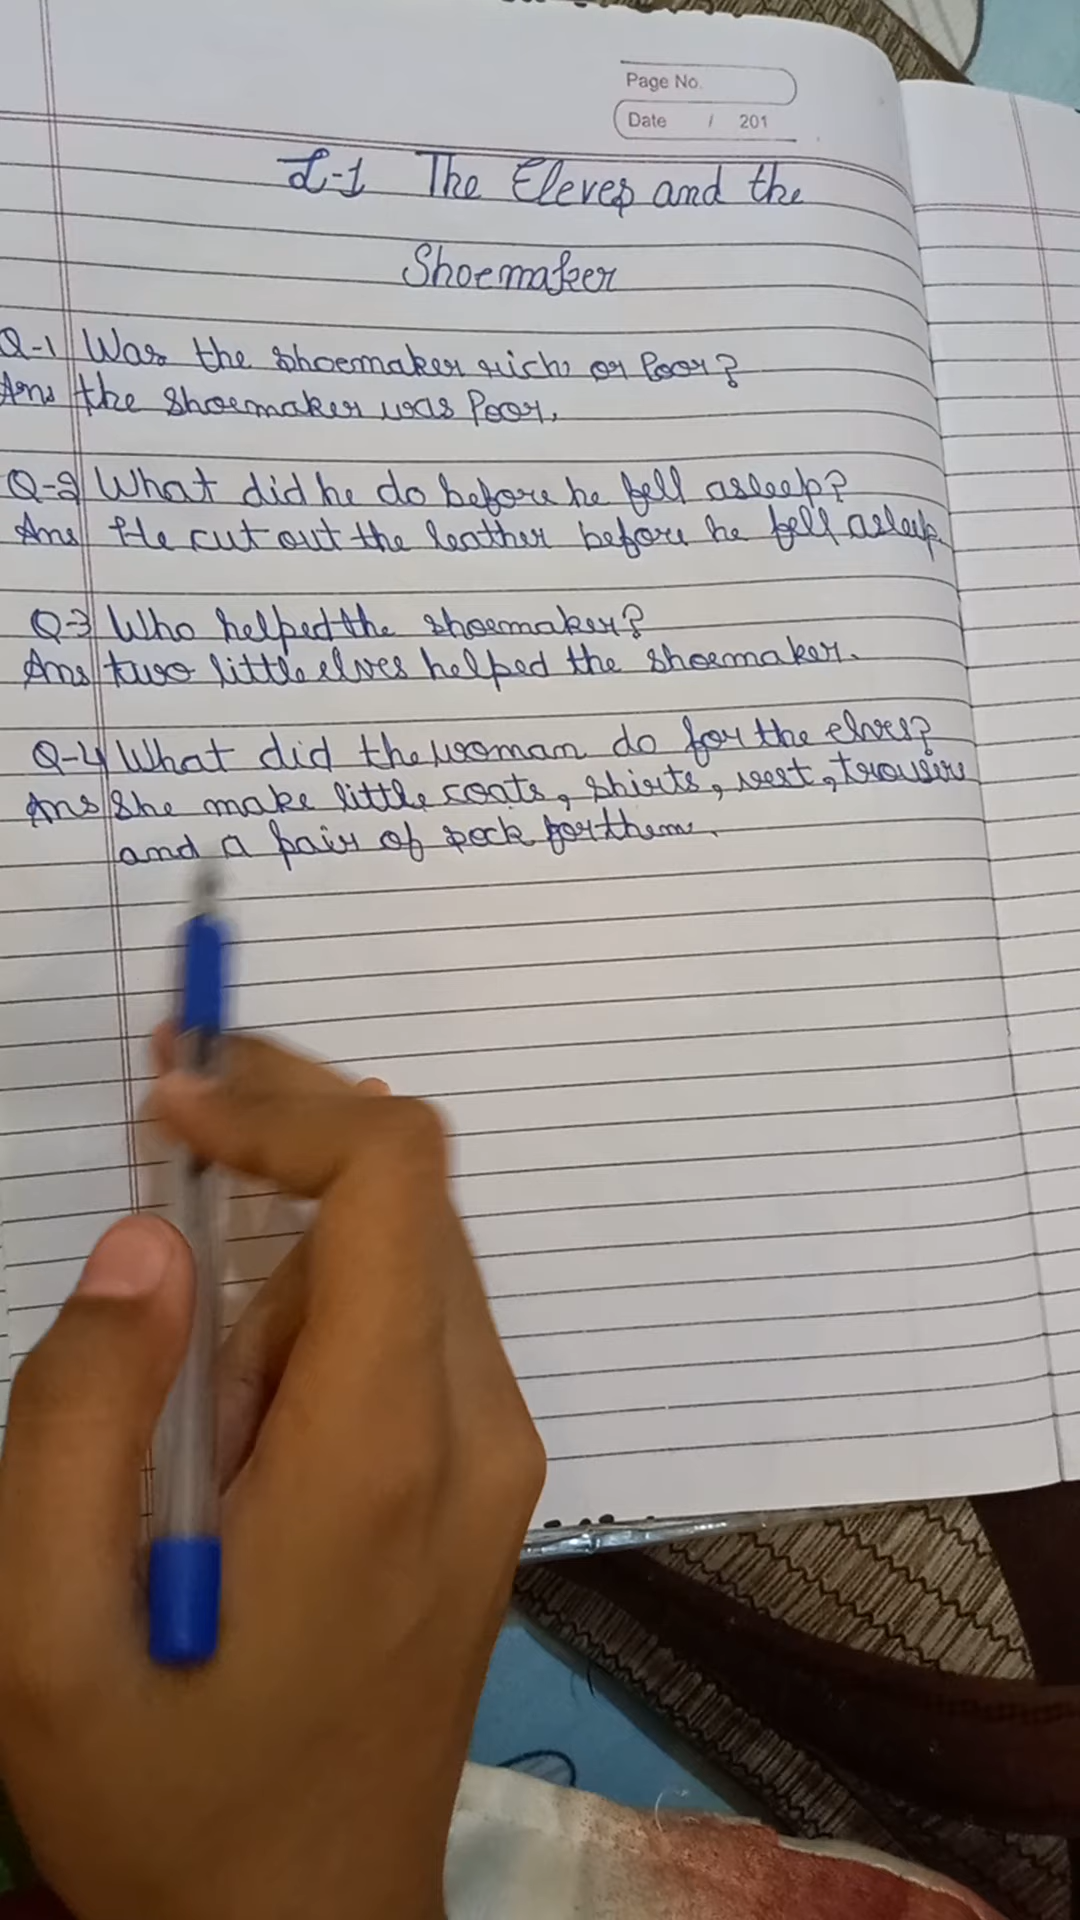 Page No.
Date / 201
L-1 The Eleves and the
Shoemaker
Q-1 Was the shoemaker rich or Poor?
Ans the shoemaker was Poor.
Q-2 What did he do before he fell asleep?
Ans He cut out the leather before he fell asleep.
Q-3 Who helped the shoemaker?
Ans two little elves helped the shoemaker.
Q-4 What did the woman do for the elves?
Ans She make little coats, shirts, vest, trousers
and a pair of sock for them.